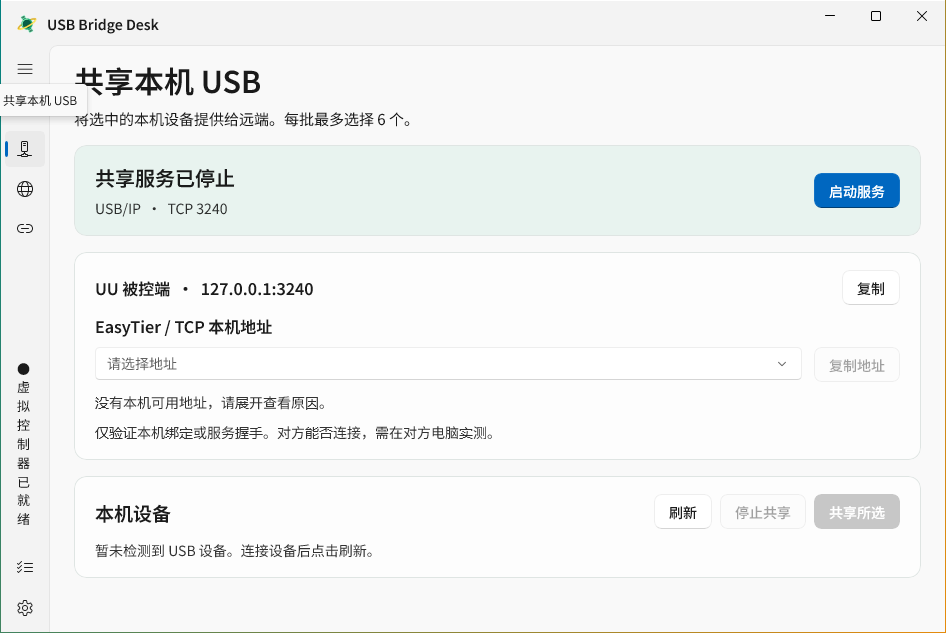 USB Bridge Desk
共享本机 USB
共享本机 USB
将选中的本机设备提供给远端。每批最多选择 6 个。
共享服务已停止
USB/IP • TCP 3240
启动服务
UU 被控端 • 127.0.0.1:3240
复制
EasyTier / TCP 本机地址
请选择地址
复制地址
没有本机可用地址，请展开查看原因。
仅验证本机绑定或服务握手。对方能否连接，需在对方电脑实测。
虚拟控制器已就绪
本机设备
刷新
停止共享
共享所选
暂未检测到 USB 设备。连接设备后点击刷新。